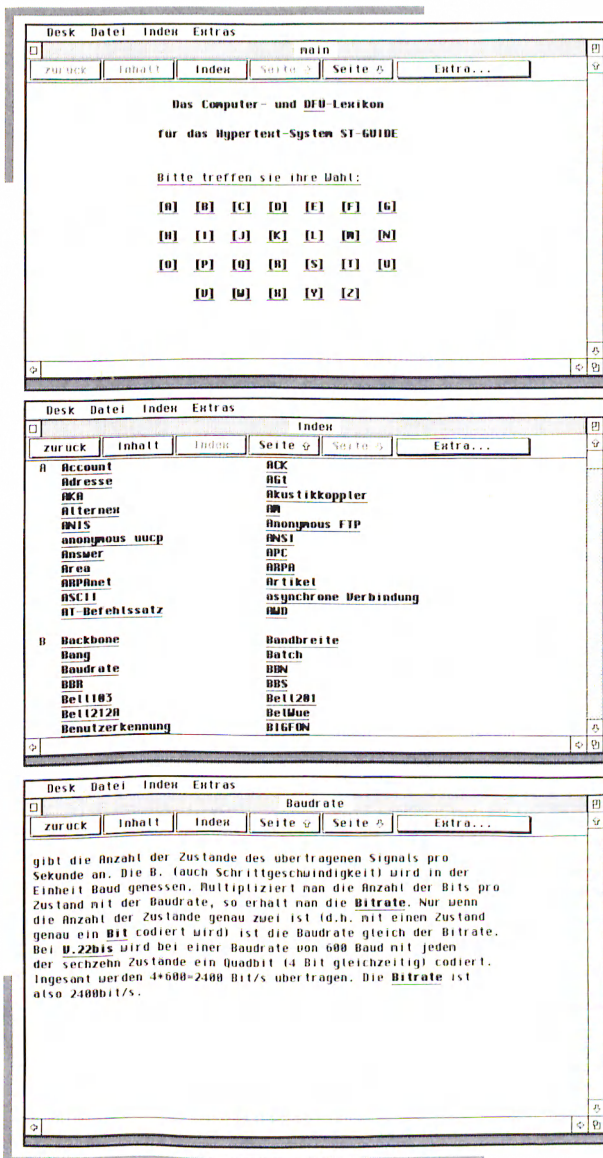 Desk Datei Index Extras
main
zurück Inhalt Index Seite ⇧ Seite ⇩ Extra...
Das Computer- und DFÜ-Lexikon
für das Hypertext-System ST-GUIDE
Bitte treffen sie ihre Wahl:
[A] [B] [C] [D] [E] [F] [G]
[H] [I] [J] [K] [L] [M] [N]
[O] [P] [Q] [R] [S] [T] [U]
[V] [W] [X] [Y] [Z]
Desk Datei Index Extras
Index
zurück Inhalt Index Seite ⇧ Seite ⇩ Extra...
A Account ACK
Adresse AGt
AKA Akustikkoppler
Alternex AM
ANIS Anonymous FTP
anonymous uucp ANSI
Answer APC
Area ARPA
ARPAnet Artikel
ASCII asynchrone Verbindung
AT-Befehlssatz AWD
B Backbone Bandbreite
Bang Batch
Baudrate BBN
BBR BBS
Bell103 Bell201
Bell212A BelWue
Benutzerkennung BIGFON
Desk Datei Index Extras
Baudrate
zurück Inhalt Index Seite ⇧ Seite ⇩ Extra...
gibt die Anzahl der Zustände des übertragenen Signals pro
Sekunde an. Die B. (auch Schrittgeschwindigkeit) wird in der
Einheit Baud gemessen. Multipliziert man die Anzahl der Bits pro
Zustand mit der Baudrate, so erhält man die Bitrate. Nur wenn
die Anzahl der Zustände genau zwei ist (d.h. mit einem Zustand
genau ein Bit codiert wird) ist die Baudrate gleich der Bitrate.
Bei V.22bis wird bei einer Baudrate von 600 Baud mit jedem
der sechzehn Zustände ein Quadbit (4 Bit gleichzeitig) codiert.
Ingesamt werden 4*600=2400 Bit/s übertragen. Die Bitrate ist
also 2400bit/s.